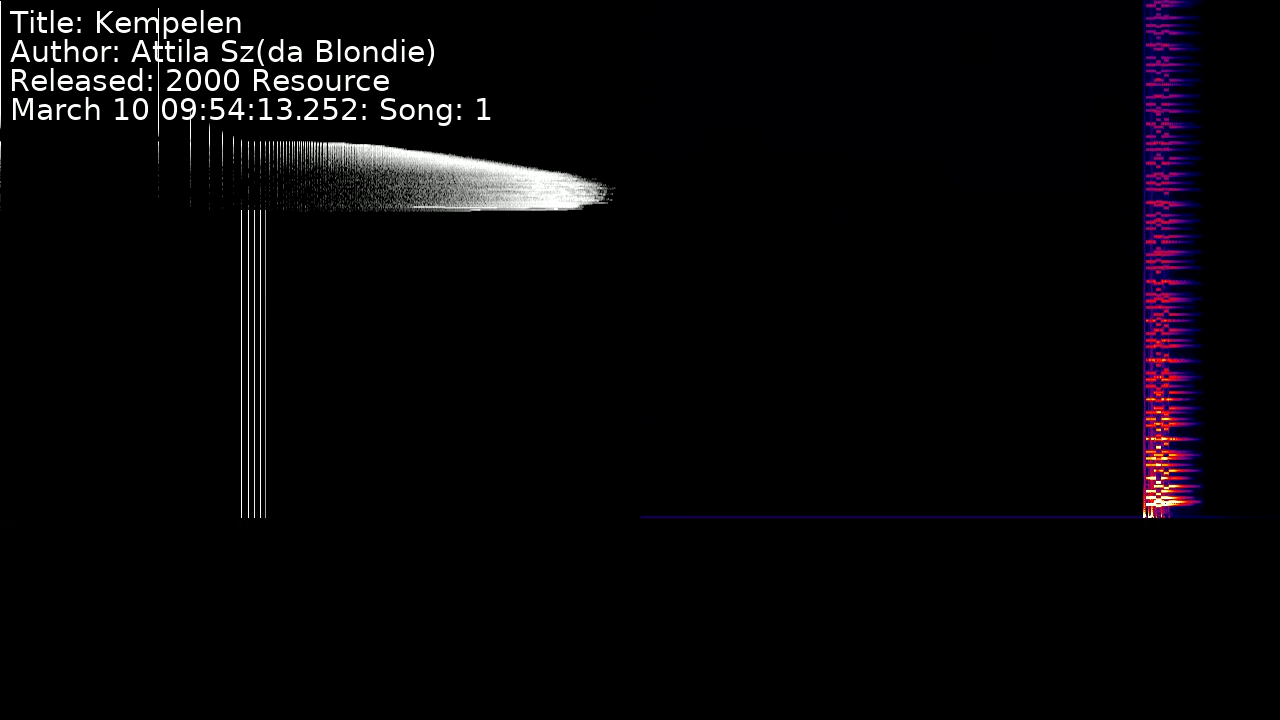 Title: Kempelen
Author: Attila Sz(da Blondie)
Released: 2000 Resource
March 10 09:54:13.252: Song: 1